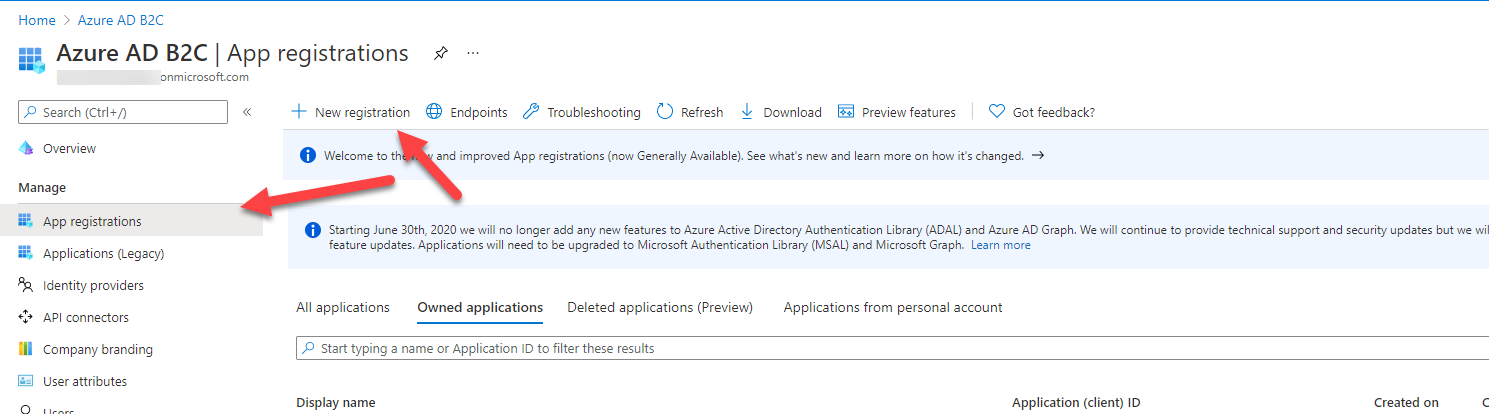 Home > Azure AD B2C
Azure AD B2C | App registrations
onmicrosoft.com
Search (Ctrl+/)
New registration
Endpoints
Troubleshooting
Refresh
Download
Preview features
Got feedback?
Overview
Welcome to the and improved App registrations (now Generally Available). See what's new and learn more on how it's changed. →
Manage
App registrations
Starting June 30th, 2020 we will no longer add any new features to Azure Active Directory Authentication Library (ADAL) and Azure AD Graph. We will continue to provide technical support and security updates but we
feature updates. Applications will need to be upgraded to Microsoft Authentication Library (MSAL) and Microsoft Graph. Learn more
Applications (Legacy)
Identity providers
API connectors
Company branding
User attributes
Users
All applications
Owned applications
Deleted applications (Preview)
Applications from personal account
Start typing a name or Application ID to filter these results
Display name
Application (client) ID
Created on